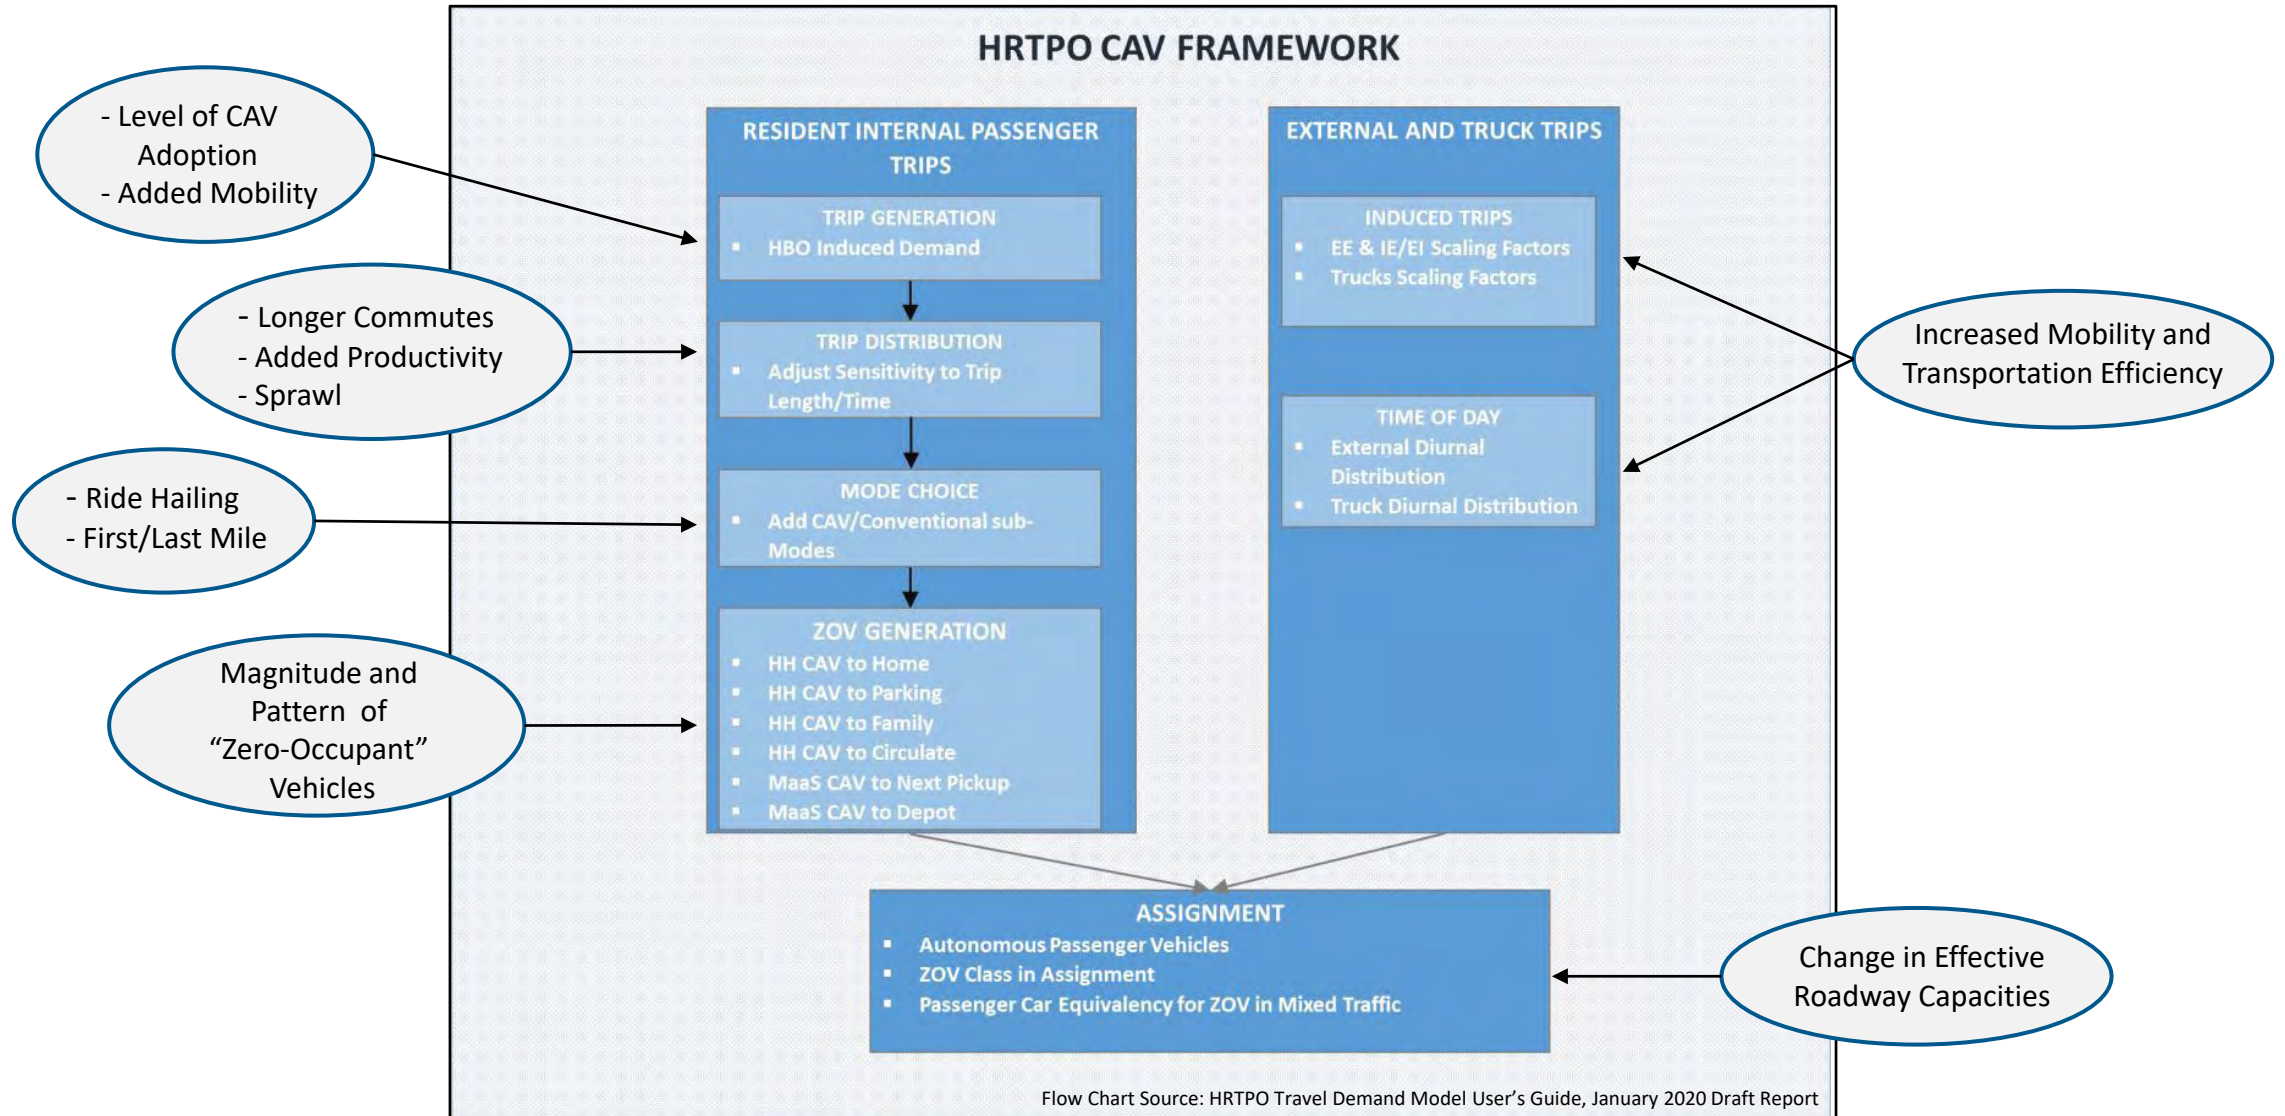 HRTPO CAV FRAMEWORK
- Level of CAV
Adoption
- Added Mobility
- Longer Commutes
- Added Productivity
- Sprawl
- Ride Hailing
- First/Last Mile
Magnitude and
Pattern of
“Zero-Occupant”
Vehicles
RESIDENT INTERNAL PASSENGER
TRIPS
TRIP GENERATION
▪ HBO Induced Demand
TRIP DISTRIBUTION
▪ Adjust Sensitivity to Trip
Length/Time
MODE CHOICE
▪ Add CAV/Conventional sub-
Modes
ZOV GENERATION
▪ HH CAV to Home
▪ HH CAV to Parking
▪ HH CAV to Family
▪ HH CAV to Circulate
▪ MaaS CAV to Next Pickup
▪ MaaS CAV to Depot
EXTERNAL AND TRUCK TRIPS
INDUCED TRIPS
▪ EE & IE/EI Scaling Factors
▪ Trucks Scaling Factors
TIME OF DAY
▪ External Diurnal
Distribution
▪ Truck Diurnal Distribution
Increased Mobility and
Transportation Efficiency
ASSIGNMENT
▪ Autonomous Passenger Vehicles
▪ ZOV Class in Assignment
▪ Passenger Car Equivalency for ZOV in Mixed Traffic
Change in Effective
Roadway Capacities
Flow Chart Source: HRTPO Travel Demand Model User’s Guide, January 2020 Draft Report